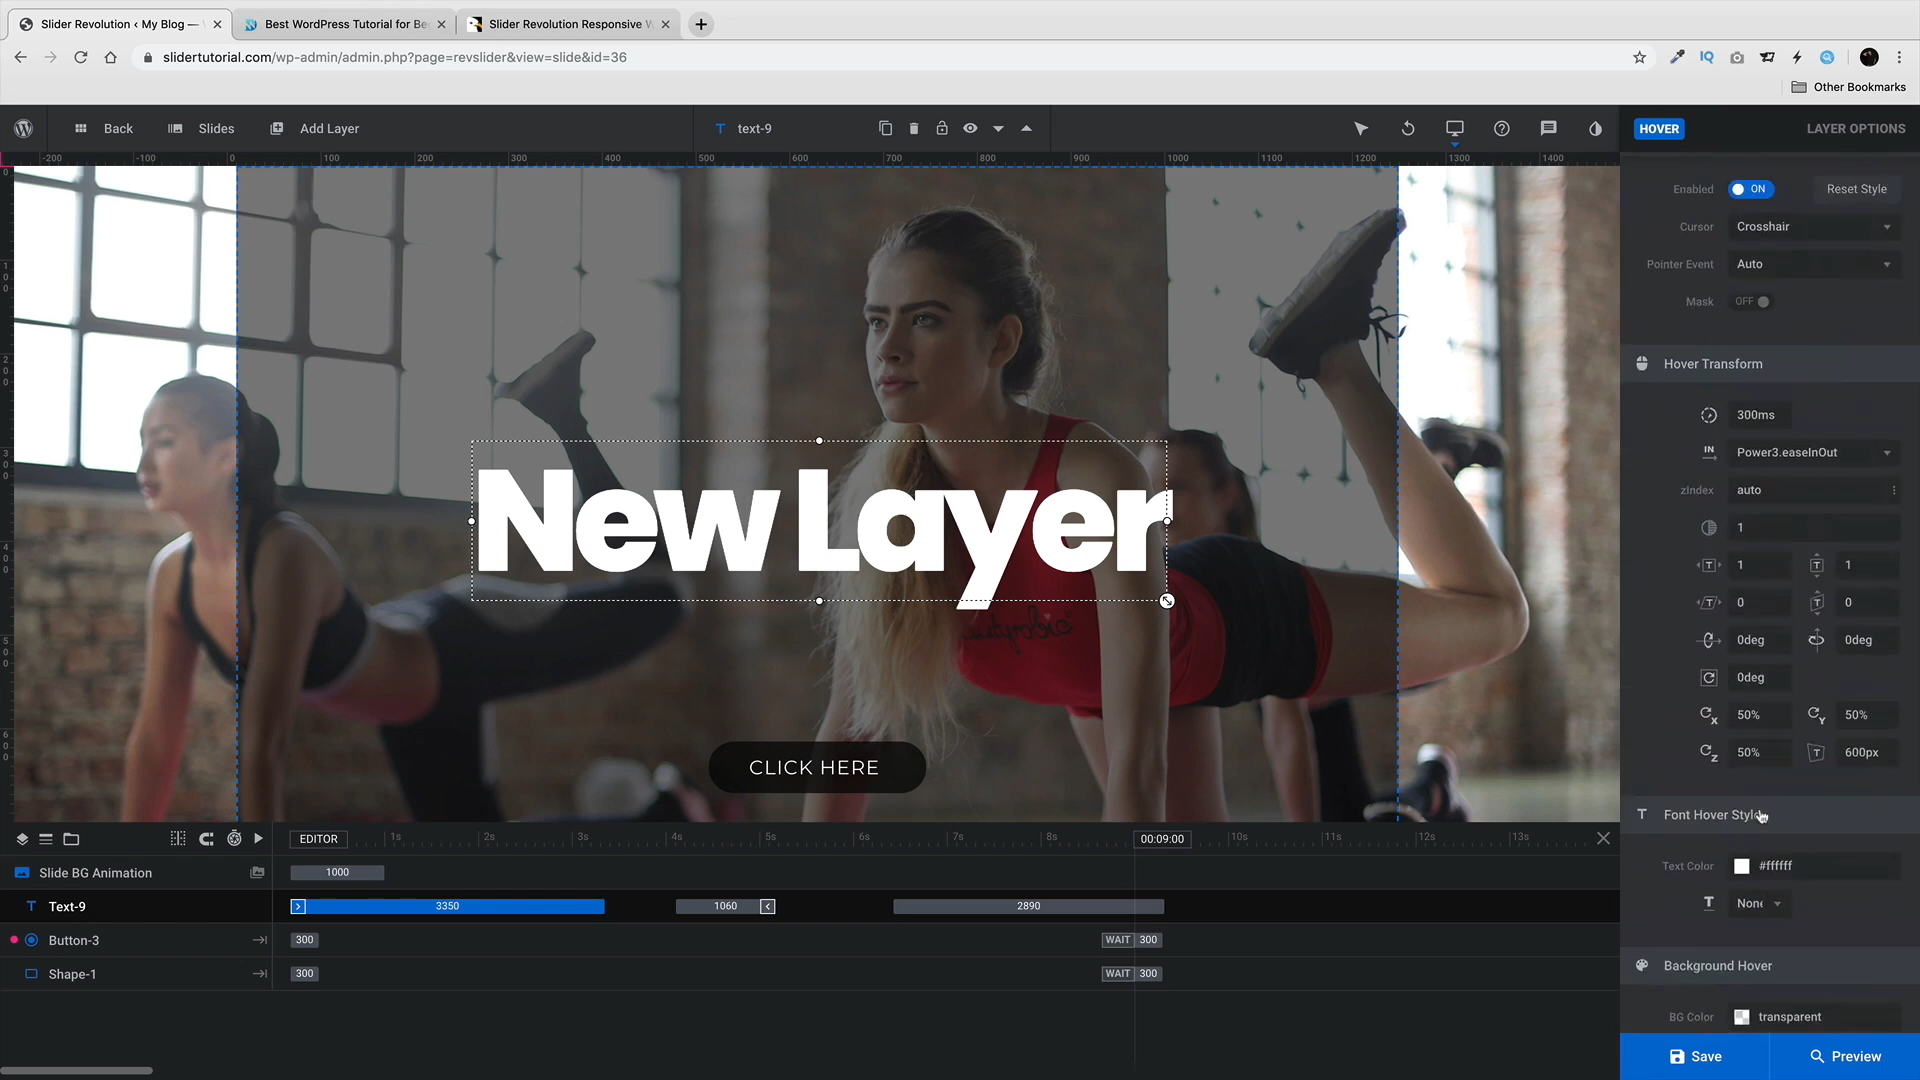 Slider Revolution ‹ My Blog —
Best WordPress Tutorial for Be
Slider Revolution Responsive W
slidertutorial.com/wp-admin/admin.php?page=revslider&view=slide&id=36
IQ
Other Bookmarks
Back
Slides
Add Layer
text-9
HOVER
LAYER OPTIONS
-200 -100 0 100 200 300 400 500 600 700 800 900 1000 1100 1200 1300 1400
Enabled ON Reset Style
Cursor Crosshair
Pointer Event Auto
Mask OFF
Hover Transform
300ms
IN Power3.easeInOut
zIndex auto
1
1 1
0 0
0deg 0deg
0deg
50% 50%
50% 600px
New Layer
CLICK HERE
Font Hover Style
Text Color #ffffff
None
Background Hover
BG Color transparent
EDITOR 1s 2s 3s 4s 5s 6s 7s 8s 00:09:00 10s 11s 12s 13s
Slide BG Animation 1000
Text-9 3350 1060 2890
Button-3 300 WAIT 300
Shape-1 300 WAIT 300
Save
Preview